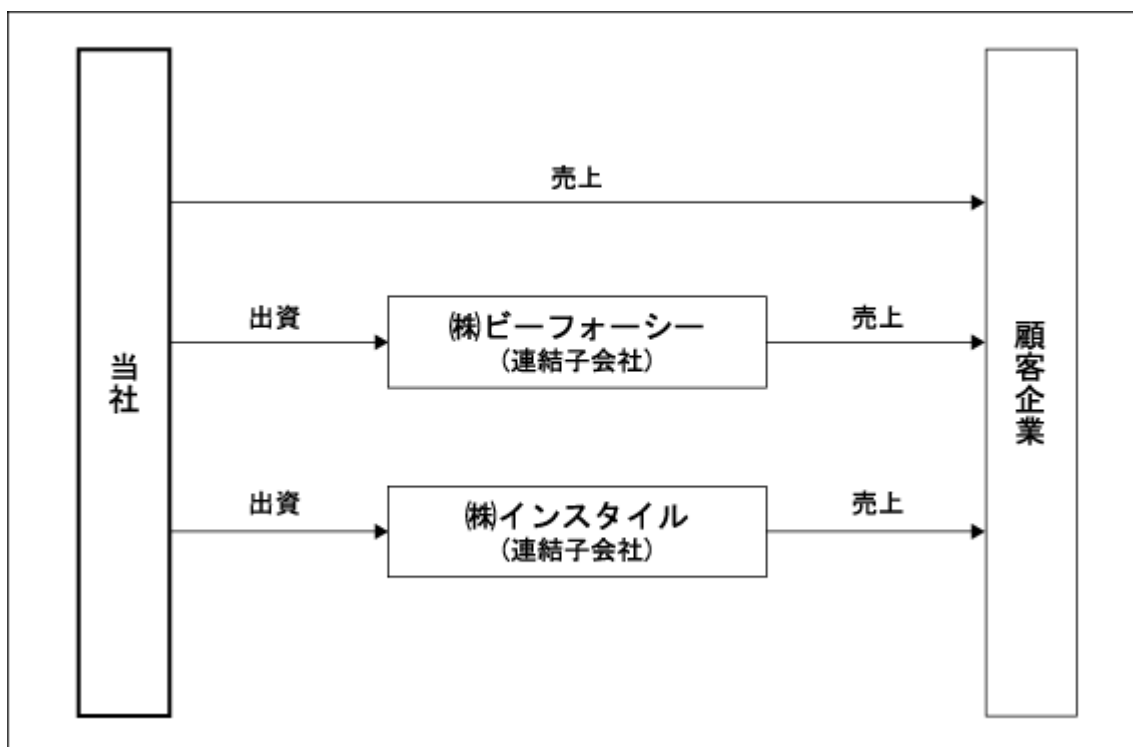 売上
出資
㈱ビーフォーシー
(連結子会社)
売上
当社
顧客企業
出資
㈱インスタイル
(連結子会社)
売上